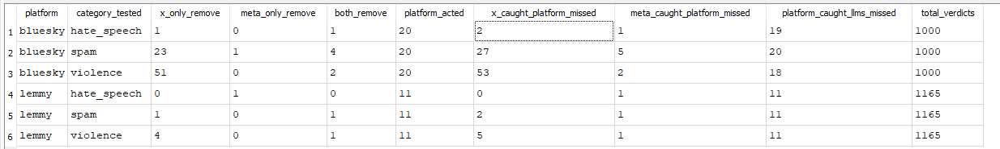 platform category_tested x_only_remove meta_only_remove both_remove platform_acted x_caught_platform_missed meta_caught_platform_missed platform_caught_llms_missed total_verdicts
1 bluesky hate_speech 1 0 1 20 2 1 19 1000
2 bluesky spam 23 1 4 20 27 5 20 1000
3 bluesky violence 51 0 2 20 53 2 18 1000
4 lemmy hate_speech 0 1 0 11 0 1 11 1165
5 lemmy spam 1 0 1 11 2 1 11 1165
6 lemmy violence 4 0 1 11 5 1 11 1165